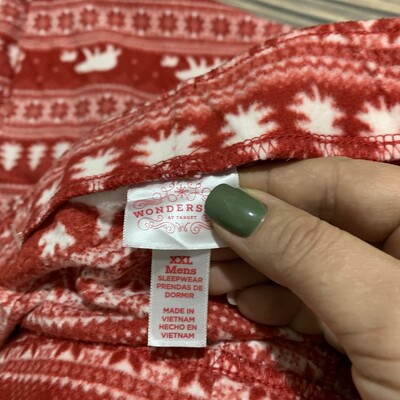 WONDERS
AT TARGET
XXL
Mens
SLEEPWEAR
PRENDAS DE
DORMIR
MADE IN
VIETNAM
HECHO EN
VIETNAM